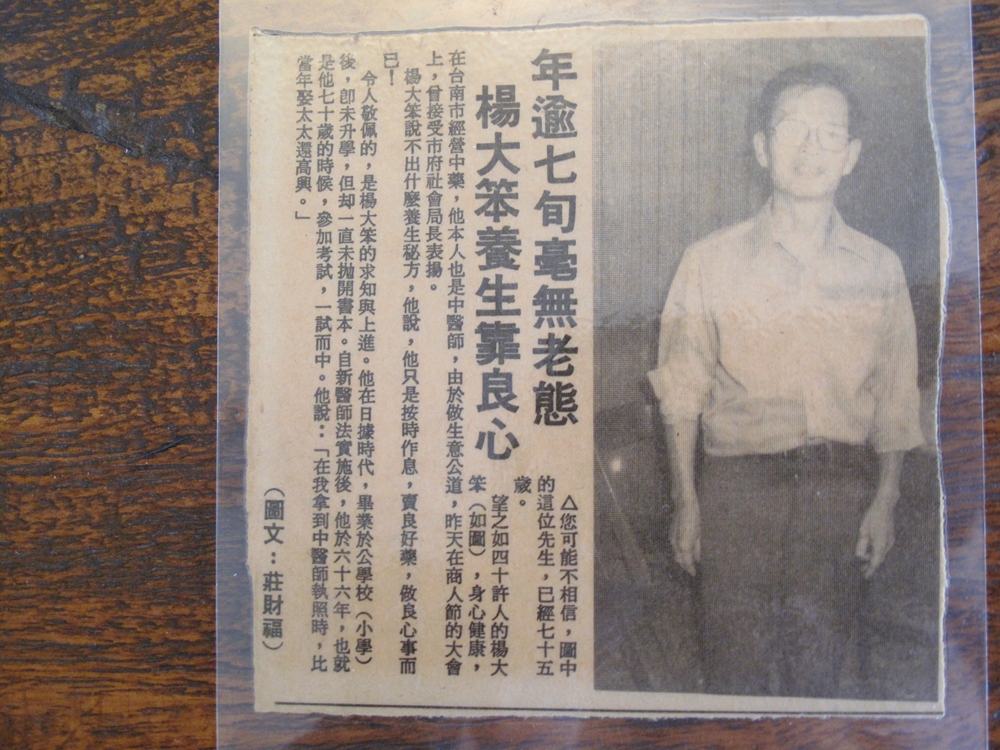 年逾七旬毫無老態
楊大笨養生靠良心
△您可能不相信，圖中
的這位先生，已經七十五
歲。
望之如四十許人的楊大
笨（如圖），身心健康，
在台南市經營中藥，他本人也是中醫師，由於做生意公道，昨天在商人節的大會
上，曾接受市府社會局長表揚。
楊大笨說不出什麼養生秘方，他說，他只是按時作息，賣良好藥，做良心事而
已！
令人敬佩的，是楊大笨的求知與上進。他在日據時代，畢業於公學校（小學）
後，卽未升學，但却一直未拋開書本。自新醫師法實施後，他於六十六年，也就
是他七十歲的時候，參加考試，一試而中。他說：「在我拿到中醫師執照時，比
當年娶太太還高興。」
（圖文：莊財福）